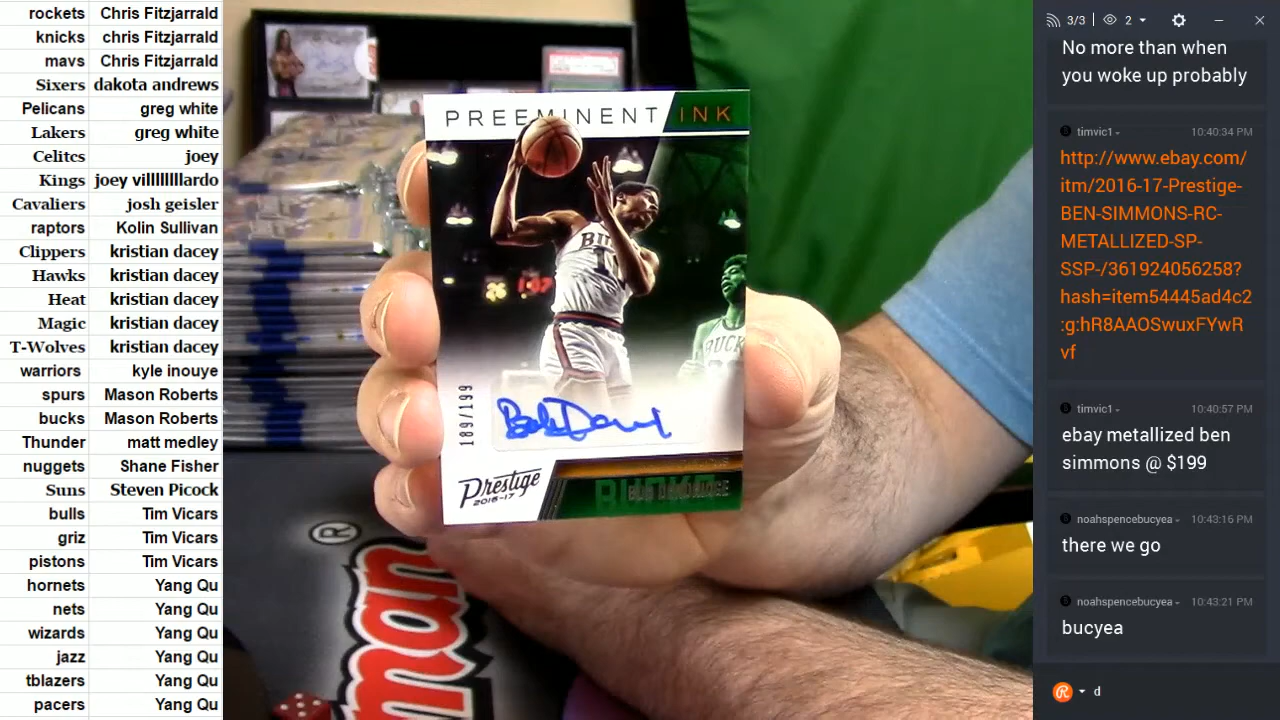 rockets Chris Fitzjarrald
knicks chris Fitzjarrald
mavs Chris Fitzjarrald
Sixers dakota andrews
Pelicans greg white
Lakers greg white
Celitcs joey
Kings joey villllllllardo
Cavaliers josh geisler
raptors Kolin Sullivan
Clippers kristian dacey
Hawks kristian dacey
Heat kristian dacey
Magic kristian dacey
T-Wolves kristian dacey
warriors kyle inouye
spurs Mason Roberts
bucks Mason Roberts
Thunder matt medley
nuggets Shane Fisher
Suns Steven Picock
bulls Tim Vicars
griz Tim Vicars
pistons Tim Vicars
hornets Yang Qu
nets Yang Qu
wizards Yang Qu
jazz Yang Qu
tblazers Yang Qu
pacers Yang Qu
PREEMINENT INK
BUCKS
1
BUCK
189/199
Prestige
2016-17
BUCKS
BOB DANDRIDGE
®
man
3/3 2
No more than when
you woke up probably
timvic1 10:40:34 PM
http://www.ebay.com/
itm/2016-17-Prestige-
BEN-SIMMONS-RC-
METALLIZED-SP-
SSP-/361924056258?
hash=item54445ad4c2
:g:hR8AAOSwuxFYwR
vf
timvic1 10:40:57 PM
ebay metallized ben
simmons @ $199
noahspencebucyea 10:43:16 PM
there we go
noahspencebucyea 10:43:21 PM
bucyea
d